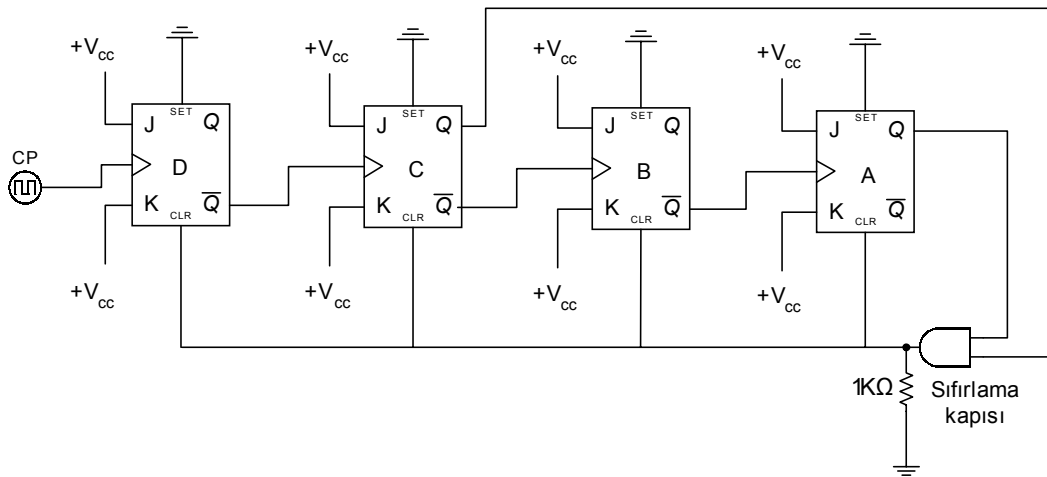 +Vcc +Vcc +Vcc +Vcc
SET SET SET SET
J Q J Q J Q J Q
CP
D C B A
K Q̅ K Q̅ K Q̅ K Q̅
CLR CLR CLR CLR
+Vcc +Vcc +Vcc +Vcc
1KΩ
Sıfırlama
kapısı